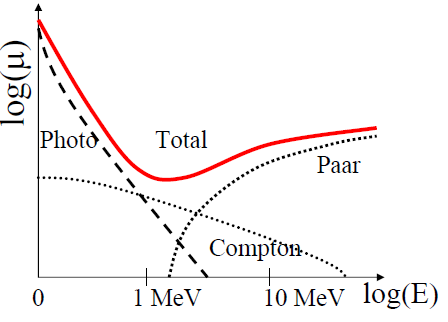 log(μ)
Photo
Total
Paar
Compton
0
1 MeV
10 MeV
log(E)